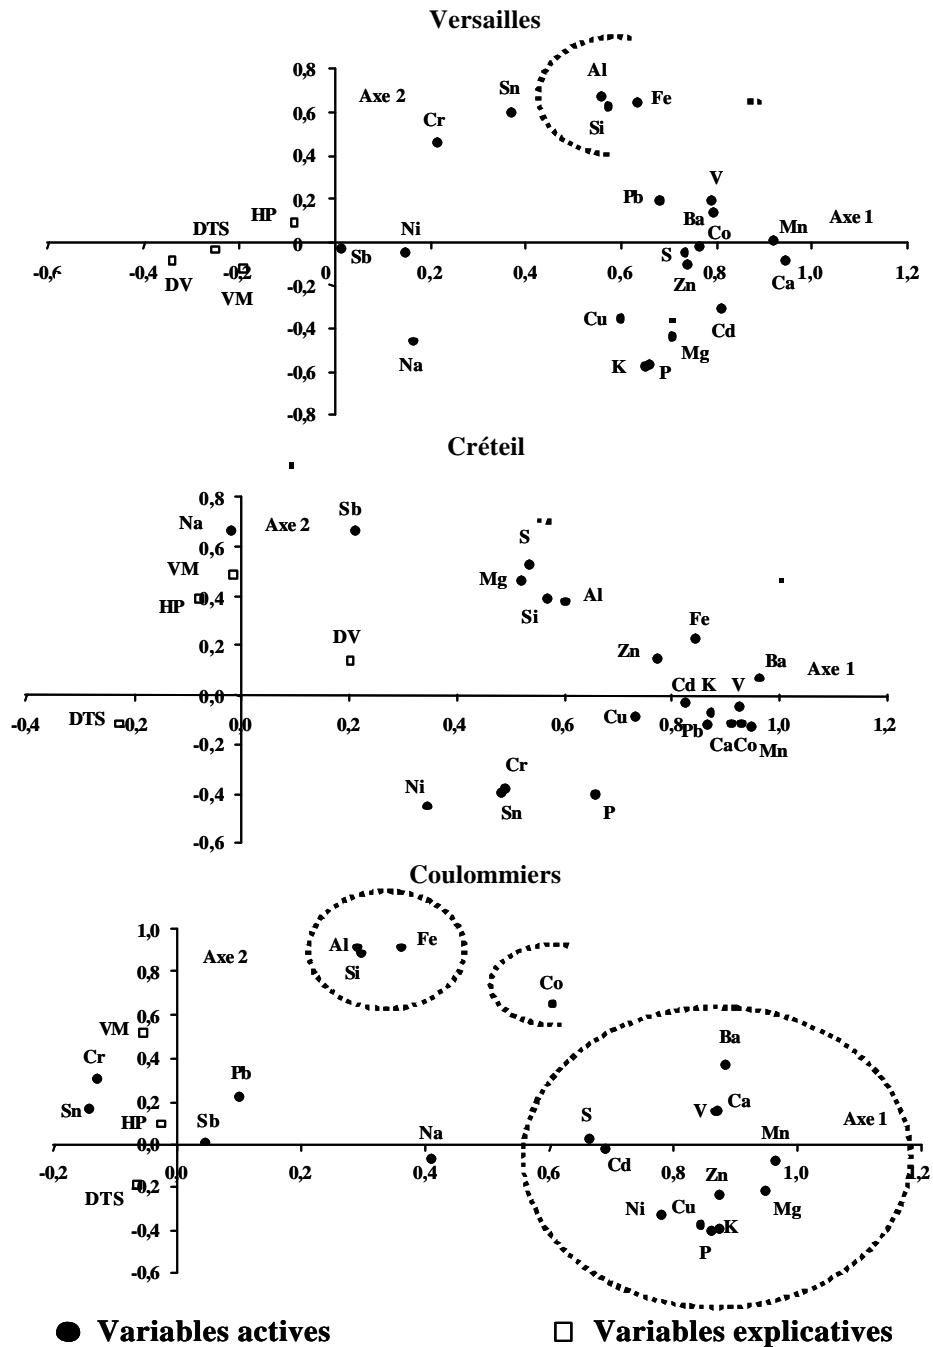 Versailles
0,8
Axe 2
Sn
Al
Fe
0,6
Si
Cr
0,4
0,2
Pb
V
HP
DTS
Ni
Ba
Co
Mn
Axe 1
0
-0,6
-0,4
-0,2
0
0,2
0,4
0,6
0,8
1,0
1,2
DV
VM
Sb
S
Zn
Ca
-0,2
Cu
Cd
-0,4
Na
Mg
K
P
-0,6
-0,8
Créteil
0,8
Na
Axe 2
Sb
0,6
S
VM
Mg
HP
0,4
Si
Al
Fe
DV
0,2
Zn
Ba
Axe 1
0,0
Cd
K
V
DTS
-0,4
-0,2
0,0
0,2
0,4
0,6
0,8
1,0
1,2
Cu
Pb
Ca
Co
Mn
-0,2
Ni
Cr
-0,4
Sn
P
-0,6
Coulommiers
1,0
Axe 2
Al
Fe
0,8
Si
Co
0,6
VM
Cr
0,4
Ba
Pb
0,2
Sn
HP
Sb
Na
S
V
Ca
Mn
Axe 1
0,0
-0,2
0,0
0,2
0,4
0,6
0,8
1,0
1,2
Cd
Zn
DTS
-0,2
Ni
Cu
Mg
K
-0,4
P
-0,6
Variables actives
Variables explicatives